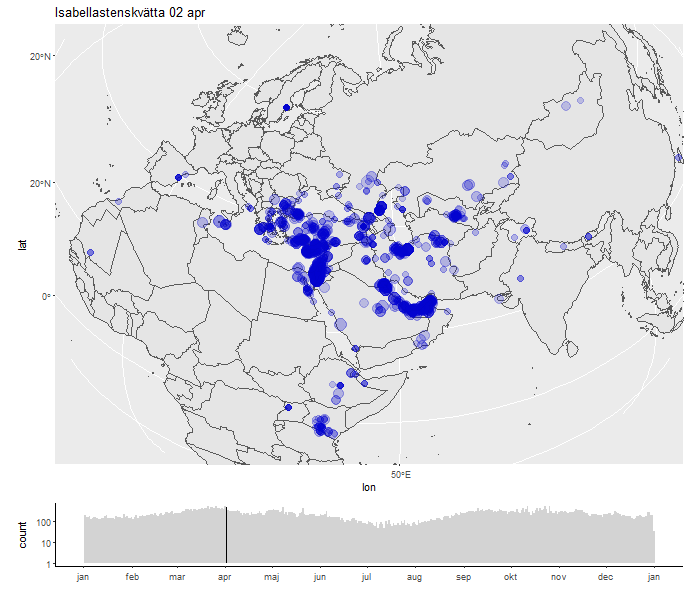 Isabellastenskvätta 02 apr
20°N
20°N
0°
lat
50°E
lon
count
100
10
1
jan feb mar apr maj jun jul aug sep okt nov dec jan